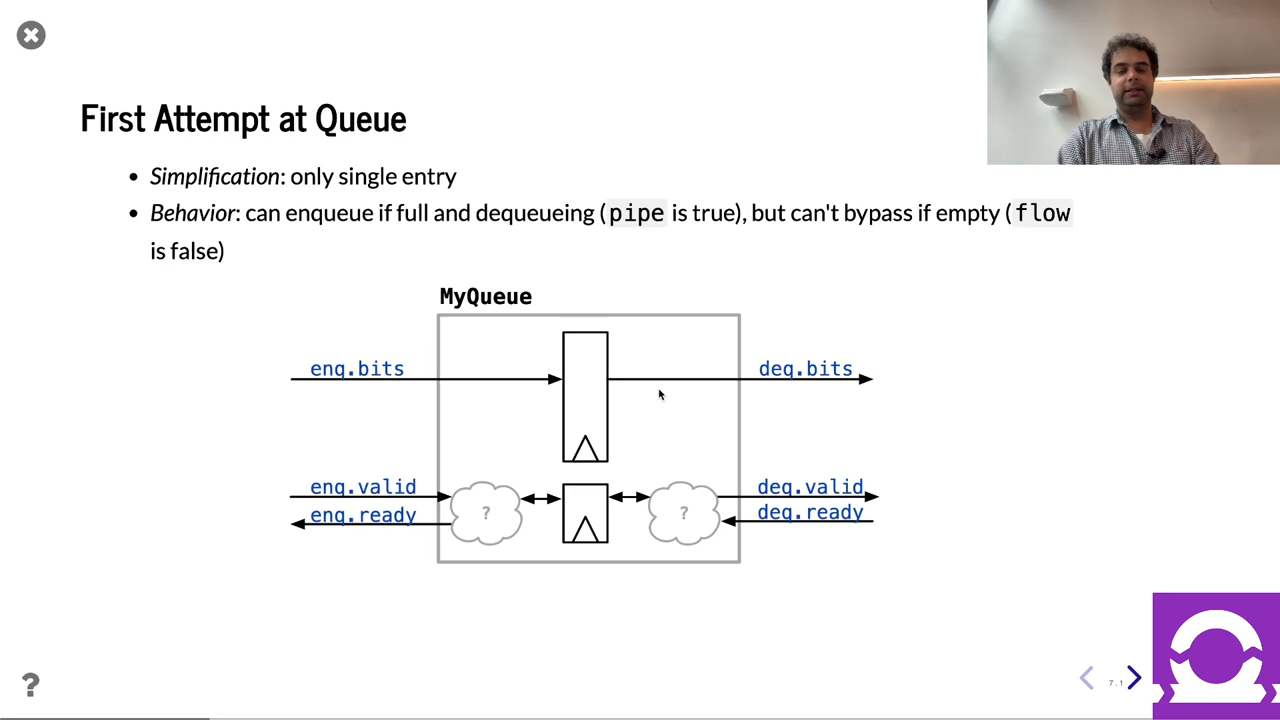 First Attempt at Queue
• Simplification: only single entry
• Behavior: can enqueue if full and dequeueing (pipe is true), but can't bypass if empty (flow
is false)
MyQueue
enq.bits
deq.bits
enq.valid
deq.valid
enq.ready
deq.ready
?
?
?
7.1